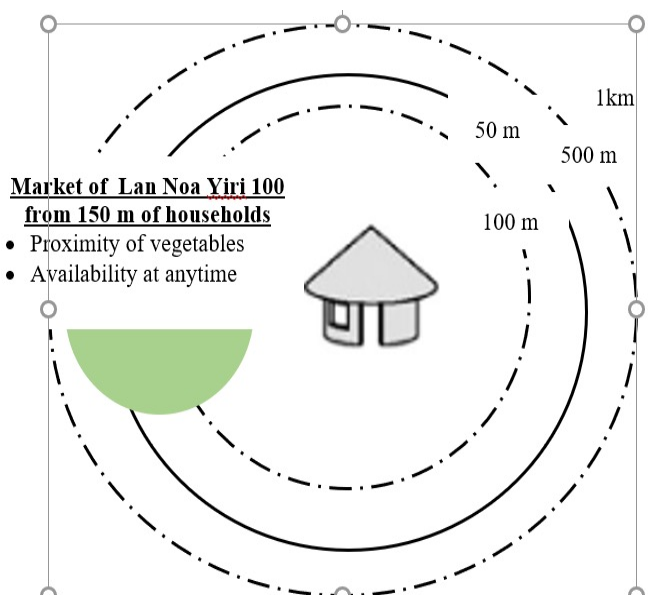 1km
50 m
500 m
Market of Lan Noa Yiri 100
from 150 m of households
• Proximity of vegetables
• Availability at anytime
100 m